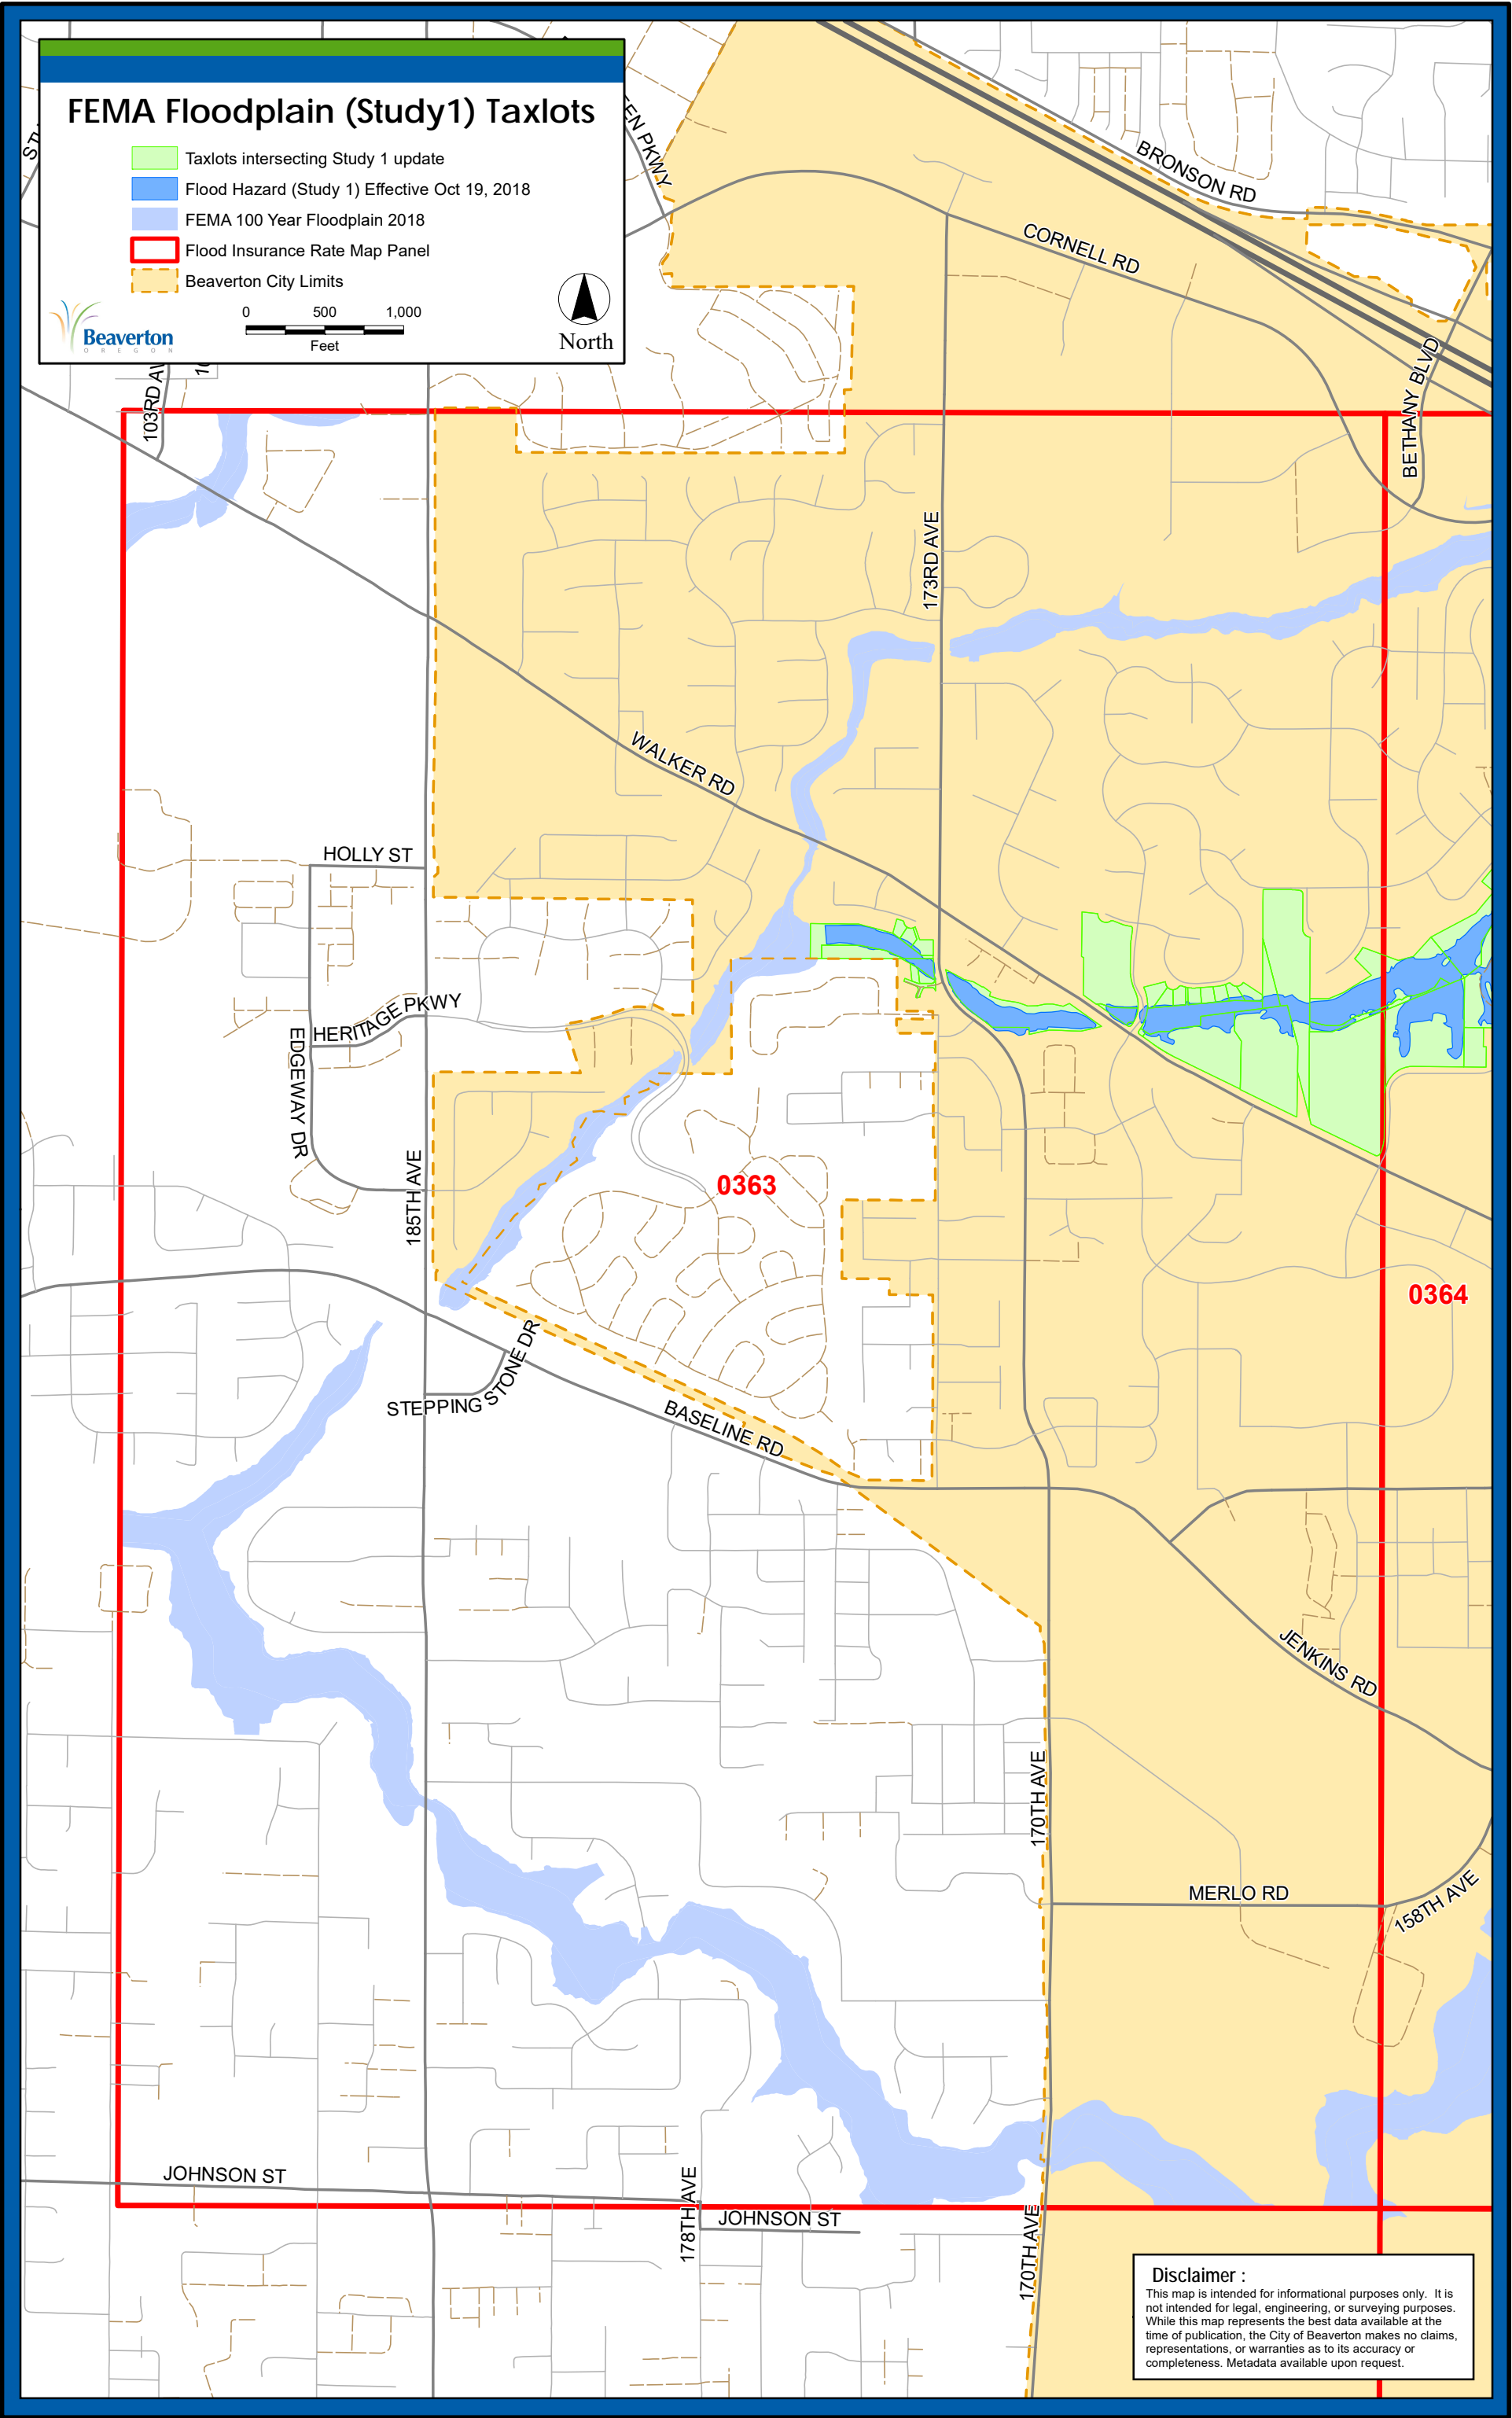 FEMA Floodplain (Study1) Taxlots
Taxlots intersecting Study 1 update
Flood Hazard (Study 1) Effective Oct 19, 2018
FEMA 100 Year Floodplain 2018
Flood Insurance Rate Map Panel
Beaverton City Limits
0 500 1,000
Feet
North
Beaverton
OREGON
PKWY
BRONSON RD
CORNELL RD
BETHANY BLVD
103RD
173RD AVE
WALKER RD
HOLLY ST
HERITAGE PKWY
EDGEWAY DR
185TH AVE
0363
0364
STEPPING STONE DR
BASELINE RD
JENKINS RD
170TH AVE
MERLO RD
158TH AVE
JOHNSON ST
178TH AVE
JOHNSON ST
170TH AVE
Disclaimer :
This map is intended for informational purposes only. It is
not intended for legal, engineering, or surveying purposes.
While this map represents the best data available at the
time of publication, the City of Beaverton makes no claims,
representations, or warranties as to its accuracy or
completeness. Metadata available upon request.